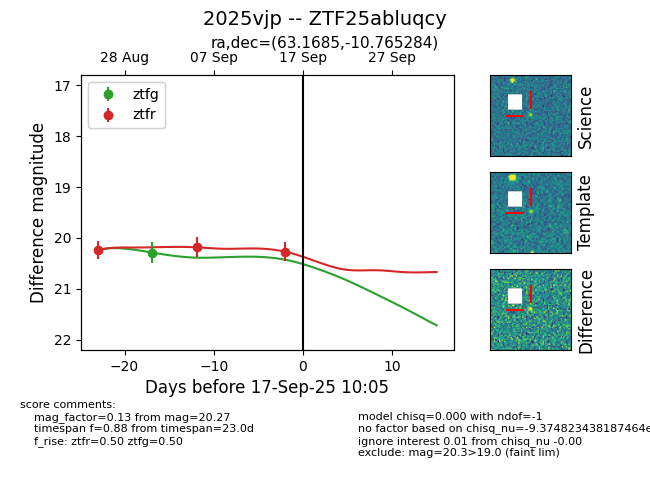 2025vjp -- ZTF25abluqcy
ra,dec=(63.1685,-10.765284)
28 Aug 07 Sep 17 Sep 27 Sep
ztfg
ztfr
17
18
19
20
21
22
Difference magnitude
−20 −10 0 10
Days before 17-Sep-25 10:05
Science
Template
Difference
score comments:
mag_factor=0.13 from mag=20.27
timespan f=0.88 from timespan=23.0d
f_rise: ztfr=0.50 ztfg=0.50
model chisq=0.000 with ndof=-1
no factor based on chisq_nu=-9.374823438187464e
ignore interest 0.01 from chisq_nu -0.00
exclude: mag=20.3>19.0 (faint lim)